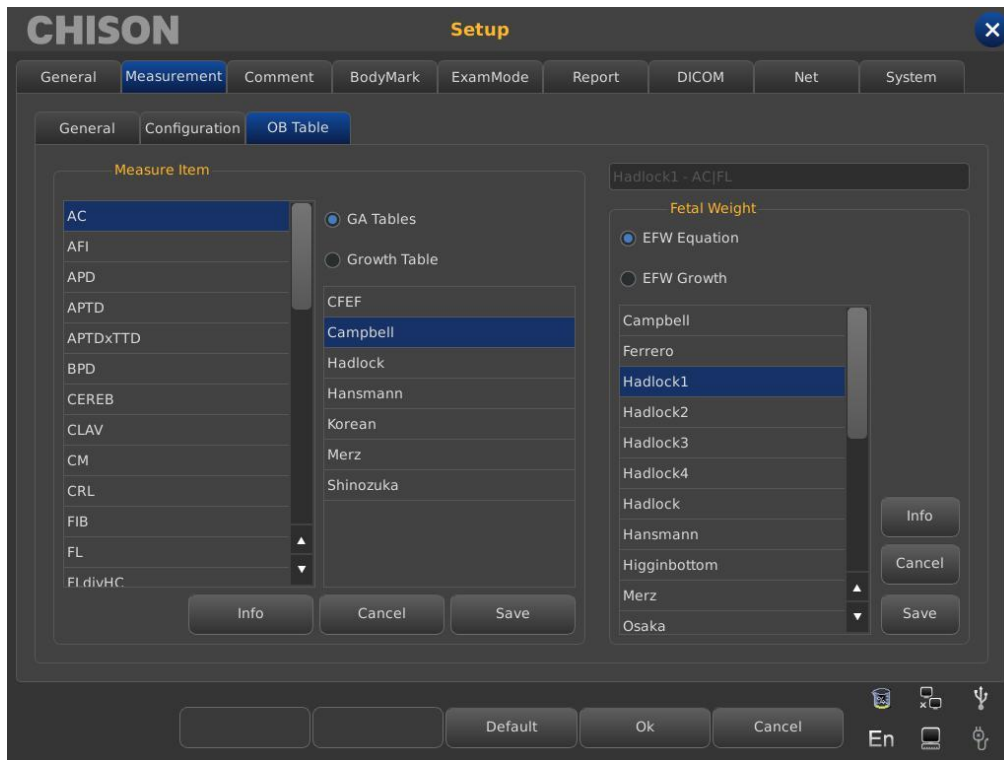 CHISON
Setup
General Measurement Comment BodyMark ExamMode Report DICOM Net System
General Configuration OB Table
Measure Item
AC
AFI
APD
APTD
APTDxTTD
BPD
CEREB
CLAV
CM
CRL
FIB
FL
FLdivHC
GA Tables
Growth Table
CFEF
Campbell
Hadlock
Hansmann
Korean
Merz
Shinozuka
Info Cancel Save
Hadlock1 - AC|FL
Fetal Weight
EFW Equation
EFW Growth
Campbell
Ferrero
Hadlock1
Hadlock2
Hadlock3
Hadlock4
Hadlock
Hansmann
Higginbottom
Merz
Osaka
Info
Cancel
Save
Default Ok Cancel
En